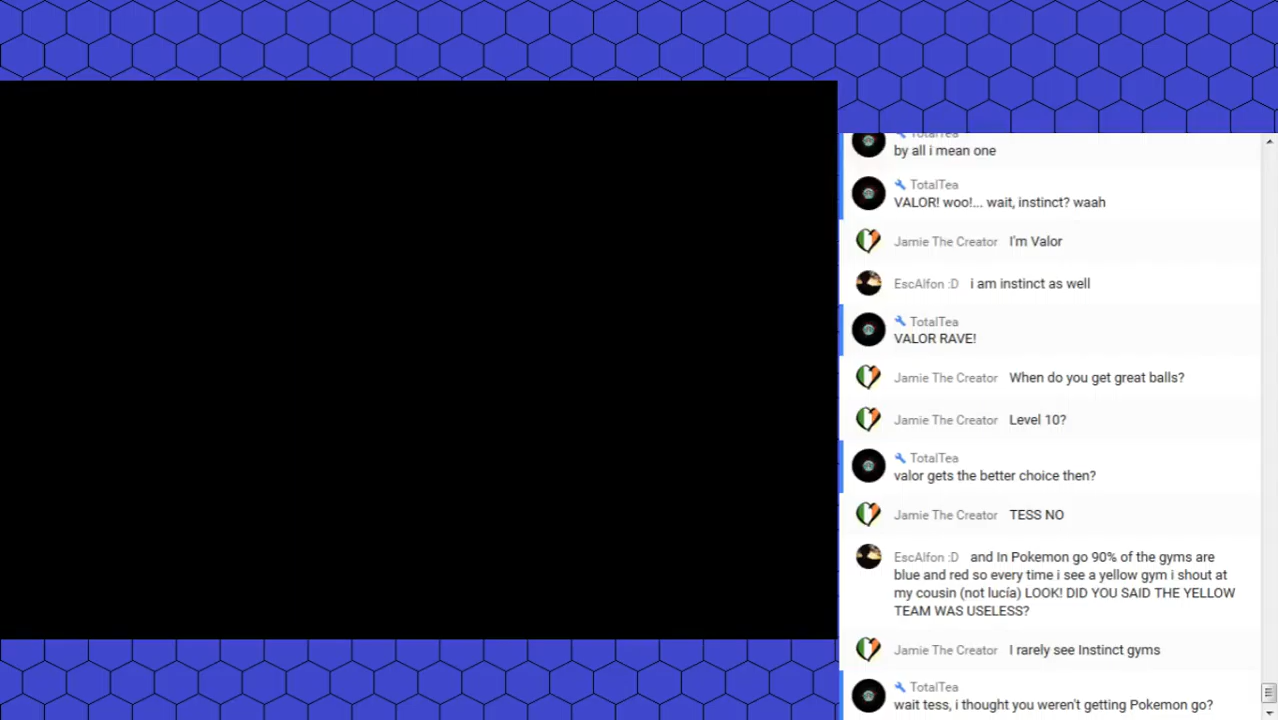 TotalTea
by all i mean one
TotalTea
VALOR! woo!... wait, instinct? waah
Jamie The Creator I'm Valor
EscAlfon :D i am instinct as well
TotalTea
VALOR RAVE!
Jamie The Creator When do you get great balls?
Jamie The Creator Level 10?
TotalTea
valor gets the better choice then?
Jamie The Creator TESS NO
EscAlfon :D and In Pokemon go 90% of the gyms are
blue and red so every time i see a yellow gym i shout at
my cousin (not lucía) LOOK! DID YOU SAID THE YELLOW
TEAM WAS USELESS?
Jamie The Creator I rarely see Instinct gyms
TotalTea
wait tess, i thought you weren't getting Pokemon go?